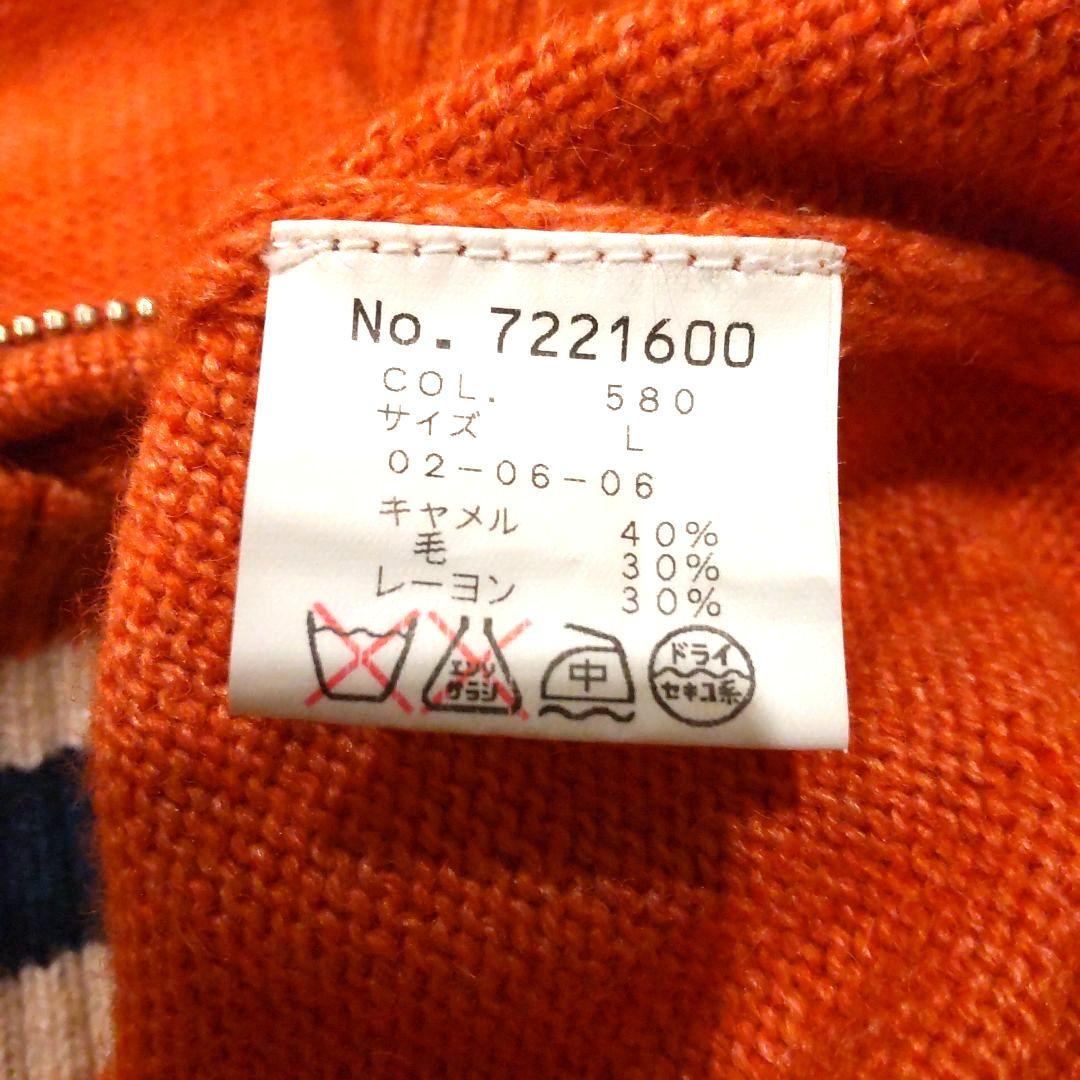 No. 7221600
COL. 580
サイズ L
02-06-06
キャメル 40%
毛 30%
レーヨン 30%
エンソ
サラシ
中
ドライ
セキユ系